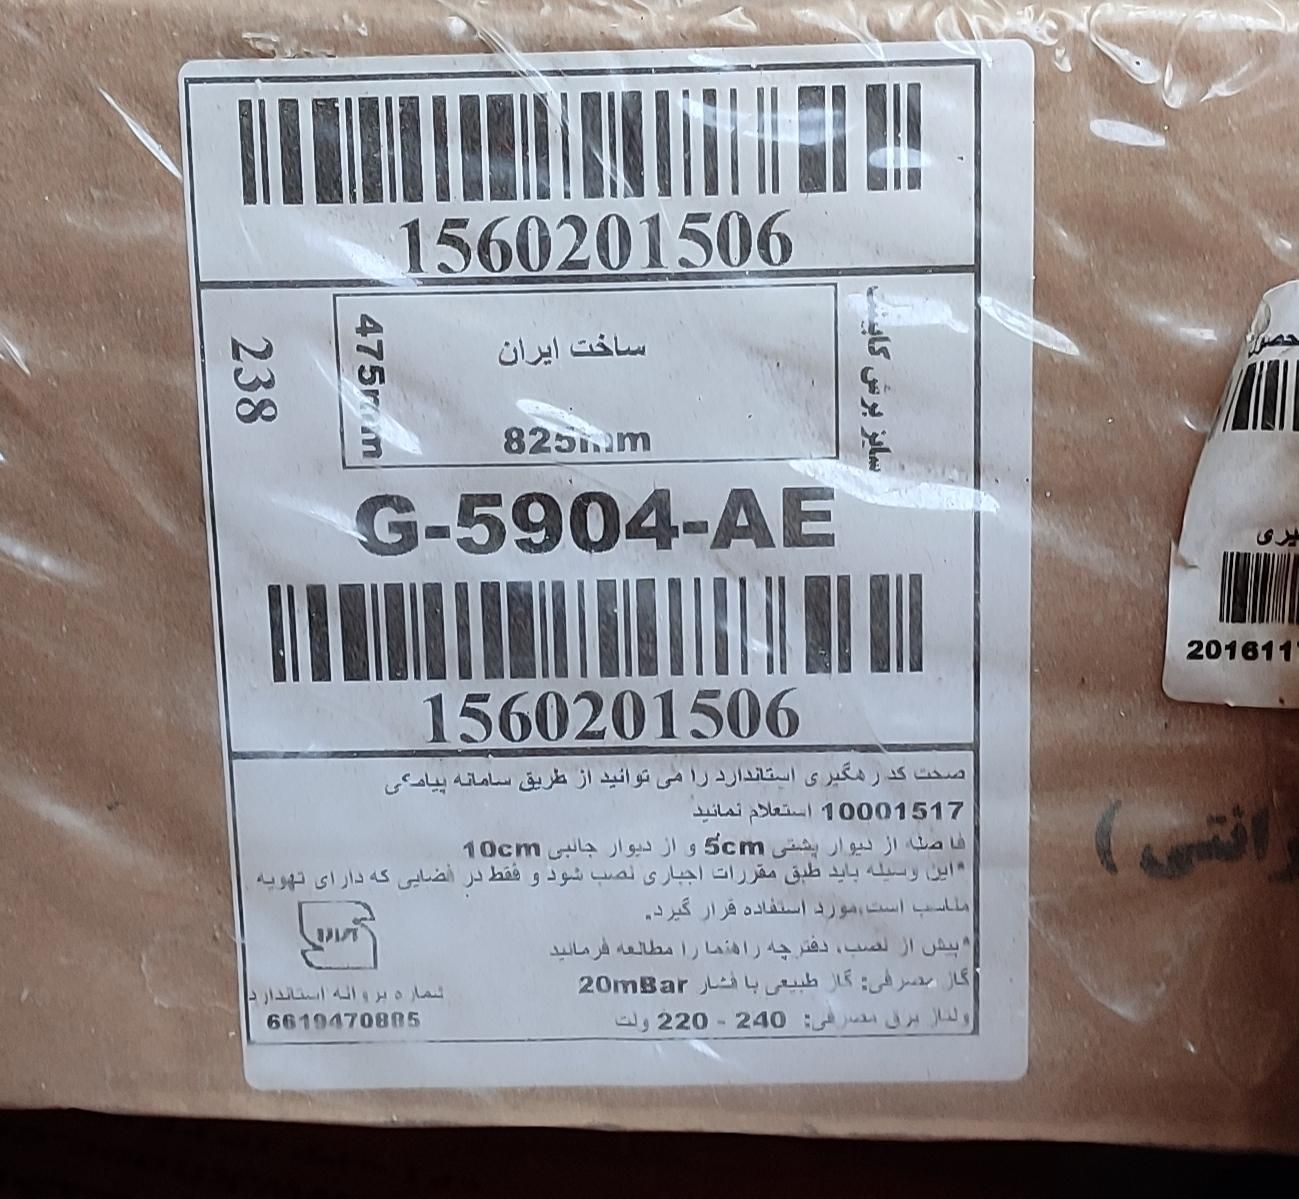 1560201506
238
475mm
ساخت ایران
سایز برش کابینت
825mm
G-5904-AE
1560201506
صحت کد رهگیری استاندارد را می توانید از طریق سامانه پیامکی
10001517 استعلام نمائید
فاصله از دیوار پشتی 5cm و از دیوار جانبی 10cm
*این وسیله باید طبق مقررات اجباری نصب شود و فقط در فضایی که دارای تهویه
مناسب است،مورد استفاده قرار گیرد.
*پیش از نصب، دفترچه راهنما را مطالعه فرمائید
گاز مصرفی: گاز طبیعی با فشار 20mBar
شماره پروانه استاندارد
6619470885
ولتاژ برق مصرفی: 240 - 220 ولت
201611